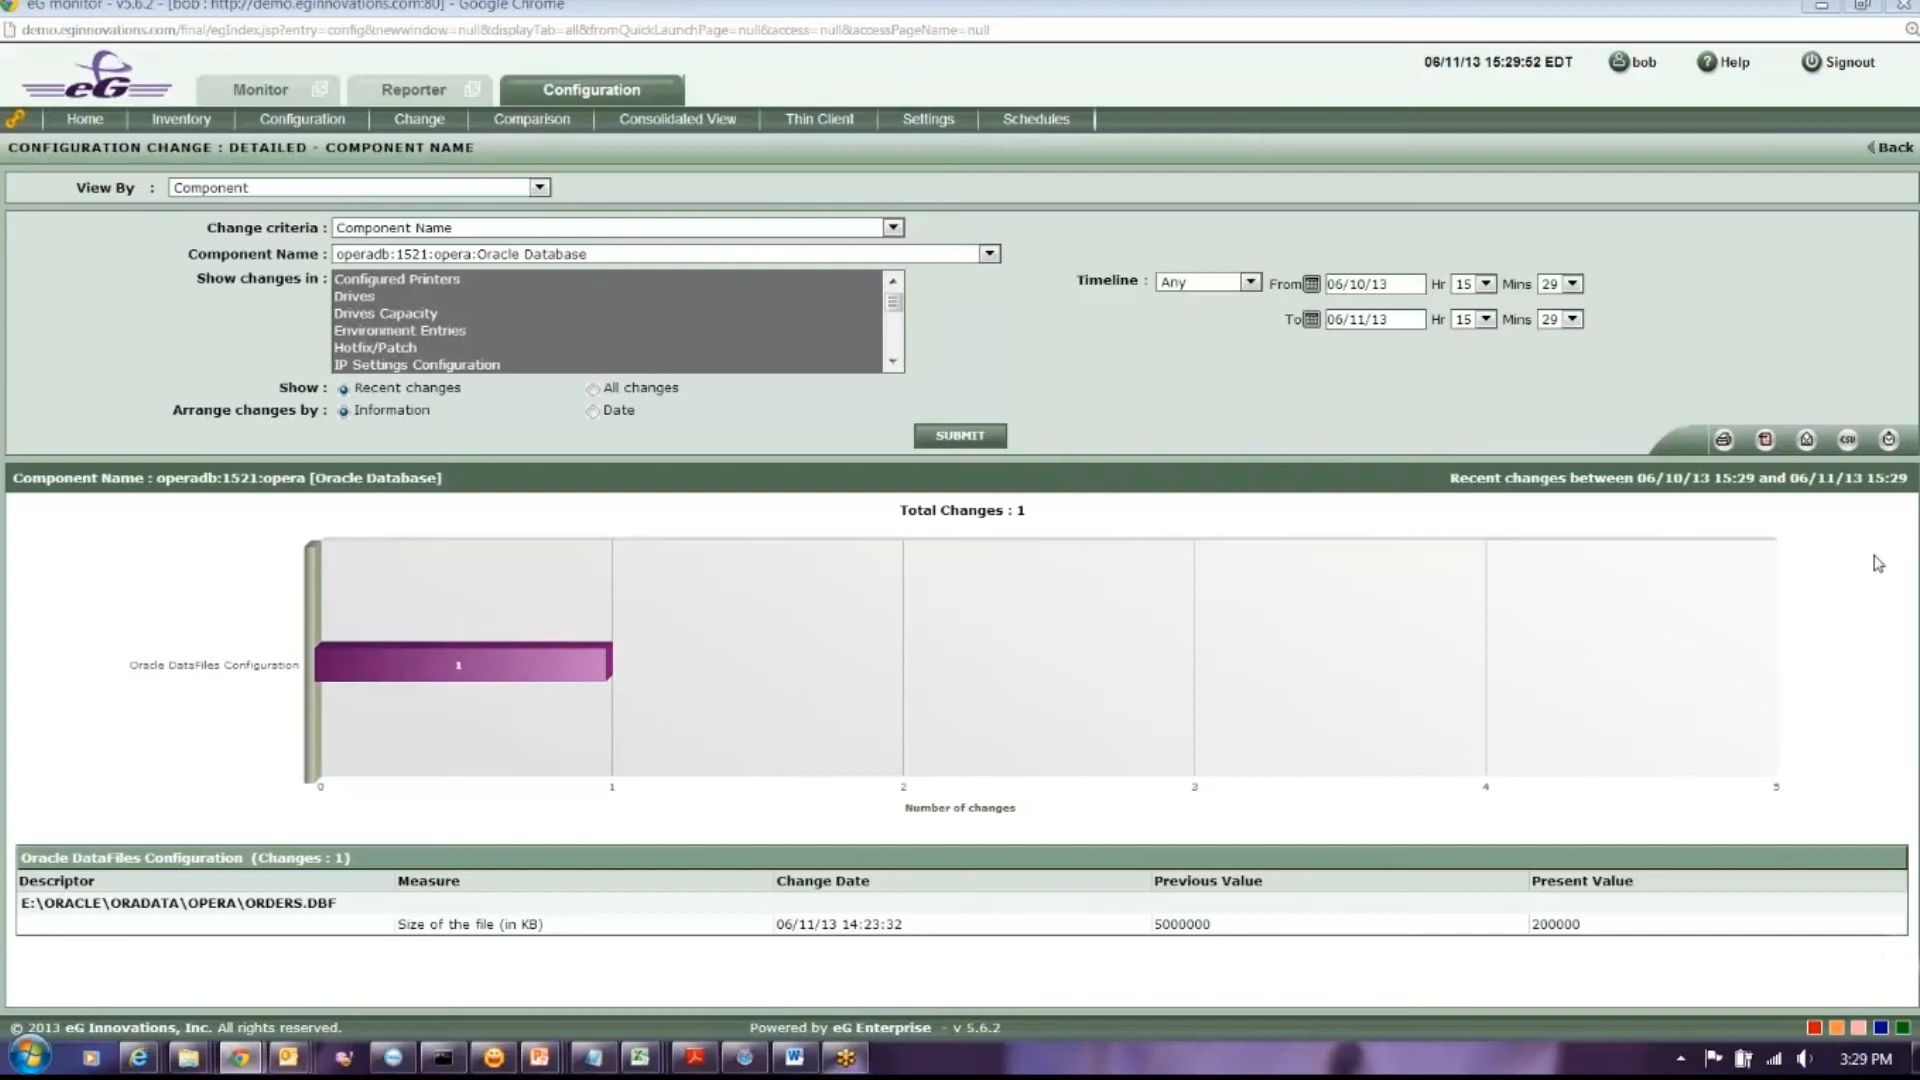 eG monitor - v5.6.2 - [bob : http://demo.eginnovations.com:80] - Google Chrome
demo.eginnovations.com/final/egIndex.jsp?entry=config&newwindow=null&displayTab=all&fromQuickLaunchPage=null&access=null&accessPageName=null
eG
Monitor
Reporter
Configuration
06/11/13 15:29:52 EDT
bob
? Help
Signout
Home
Inventory
Configuration
Change
Comparison
Consolidated View
Thin Client
Settings
Schedules
CONFIGURATION CHANGE : DETAILED - COMPONENT NAME
Back
View By : Component
Change criteria : Component Name
Component Name : operadb:1521:opera:Oracle Database
Show changes in : Configured Printers
Drives
Drives Capacity
Environment Entries
Hotfix/Patch
IP Settings Configuration
Timeline : Any From 06/10/13 Hr 15 Mins 29
To 06/11/13 Hr 15 Mins 29
Show : Recent changes All changes
Arrange changes by : Information Date
SUBMIT
CSV
Component Name : operadb:1521:opera [Oracle Database]
Recent changes between 06/10/13 15:29 and 06/11/13 15:29
Total Changes : 1
Oracle DataFiles Configuration
1
0 1 2 3 4 5
Number of changes
Oracle DataFiles Configuration (Changes : 1)
Descriptor Measure Change Date Previous Value Present Value
E:\ORACLE\ORADATA\OPERA\ORDERS.DBF
Size of the file (in KB) 06/11/13 14:23:32 5000000 200000
© 2013 eG Innovations, Inc. All rights reserved.
Powered by eG Enterprise - v 5.6.2
3:29 PM